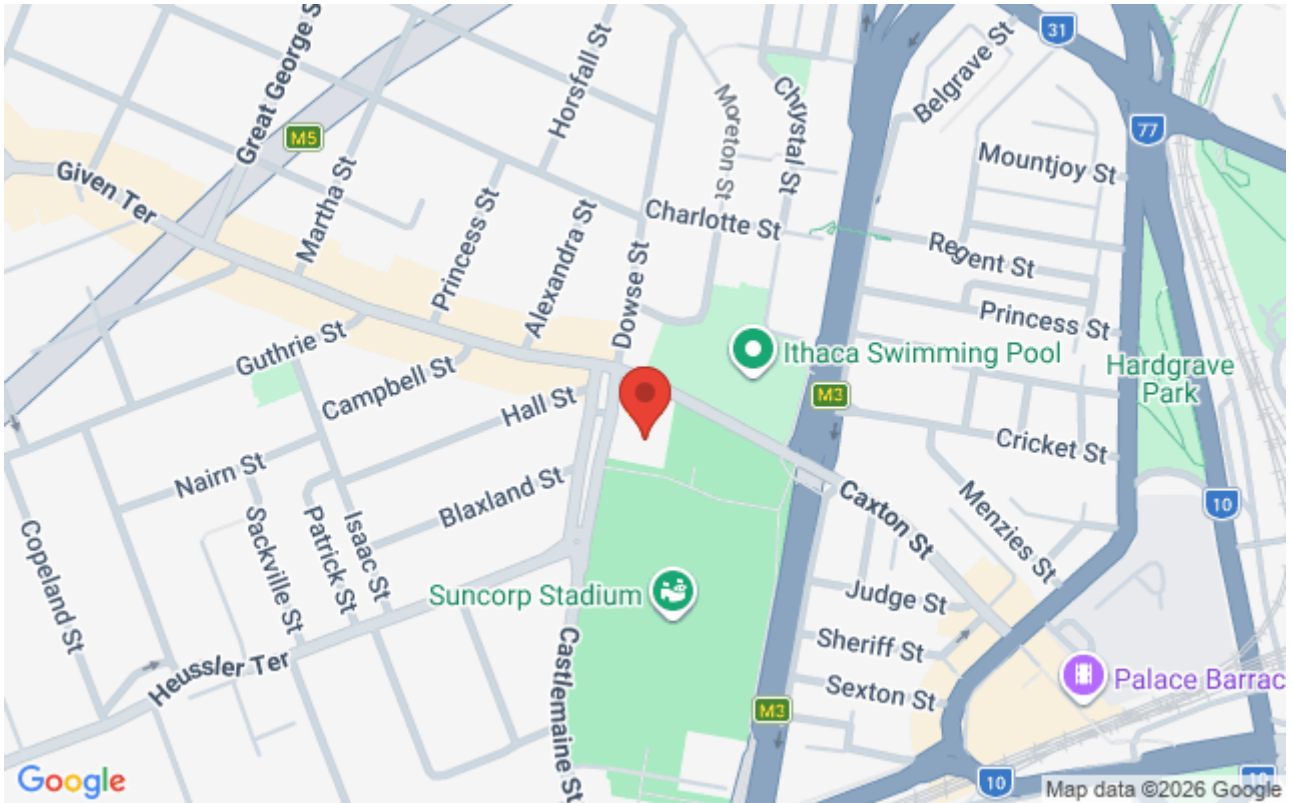 Great George S
Horsfall St
Moreton St
Chrystal St
Belgrave St
31
M5
77
Mountjoy St
Given Ter
Martha St
Princess St
Alexandra St
Dowse St
Charlotte St
Regent St
Princess St
Ithaca Swimming Pool
Hardgrave
Park
Guthrie St
Campbell St
Hall St
M3
Cricket St
Nairn St
Blaxland St
Caxton St
Menzies St
10
Copeland St
Sackville St
Patrick St
Isaac St
Suncorp Stadium
Judge St
Sheriff St
Sexton St
Palace Barrac
Heussler Ter
Castlemaine St
M3
10
10
Google
Map data ©2026 Google